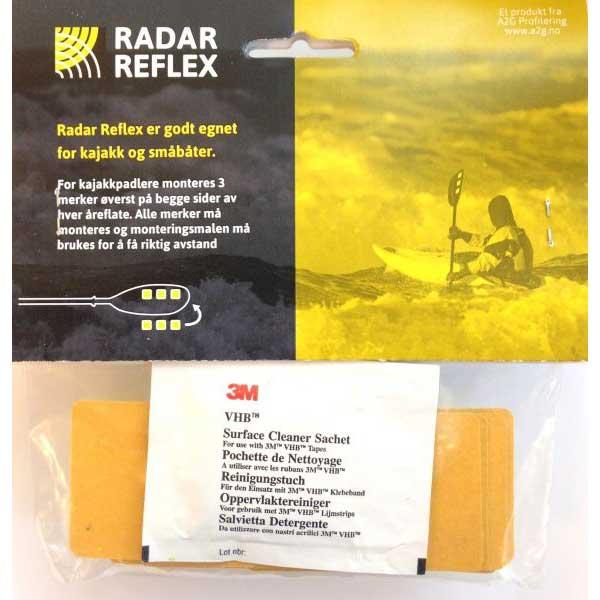 RADAR
REFLEX
Et produkt fra
A2G Profilering
www.a2g.no
Radar Reflex er godt egnet
for kajakk og småbåter.
For kajakkpadlere monteres 3
merker øverst på begge sider av
hver åreflate. Alle merker må
monteres og monteringsmalen må
brukes for å få riktig avstand
3M
VHB™
Surface Cleaner Sachet
For use with 3M™ VHB™ Tapes
Pochette de Nettoyage
A utiliser avec les rubans 3M™ VHB™
Reinigungstuch
Für den Einsatz mit 3M™ VHB™ Klebeband
Oppervlaktereiniger
Voor gebruik met 3M™ VHB™ Lijmstrips
Salvietta Detergente
Da utilizzare con nastri acrilici 3M™ VHB™
Lot nbr: